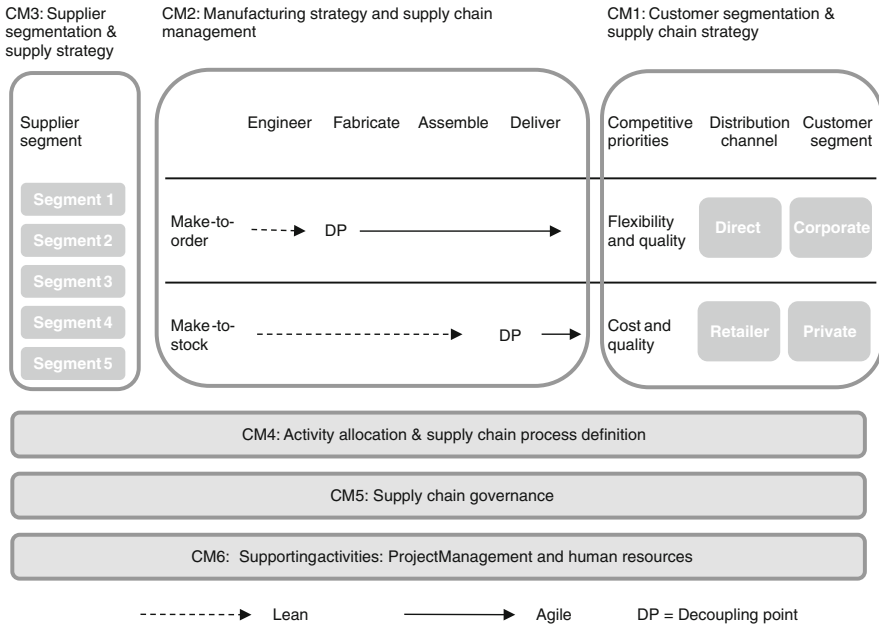 CM3: Supplier
segmentation &
supply strategy
CM2: Manufacturing strategy and supply chain
management
CM1: Customer segmentation &
supply chain strategy
Supplier
segment
Segment 1
Segment 2
Segment 3
Segment 4
Segment 5
Engineer Fabricate Assemble Deliver
Make-to-
order
DP
Make-to-
stock
DP
Competitive
priorities
Distribution
channel
Customer
segment
Flexibility
and quality
Direct
Corporate
Cost and
quality
Retailer
Private
CM4: Activity allocation & supply chain process definition
CM5: Supply chain governance
CM6: Supportingactivities: ProjectManagement and human resources
Lean
Agile
DP = Decoupling point